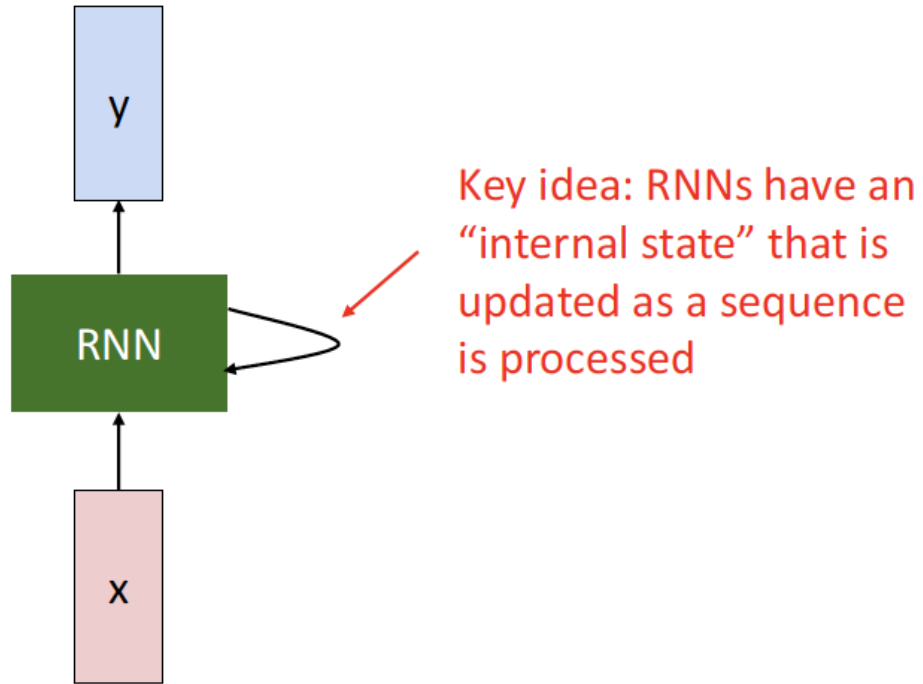 y
Key idea: RNNs have an
“internal state” that is
updated as a sequence
is processed
RNN
x